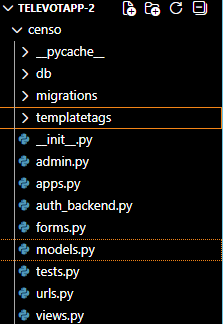 TELEVOTAPP-2
censo
__pycache__
db
migrations
templatetags
__init__.py
admin.py
apps.py
auth_backend.py
forms.py
models.py
tests.py
urls.py
views.py